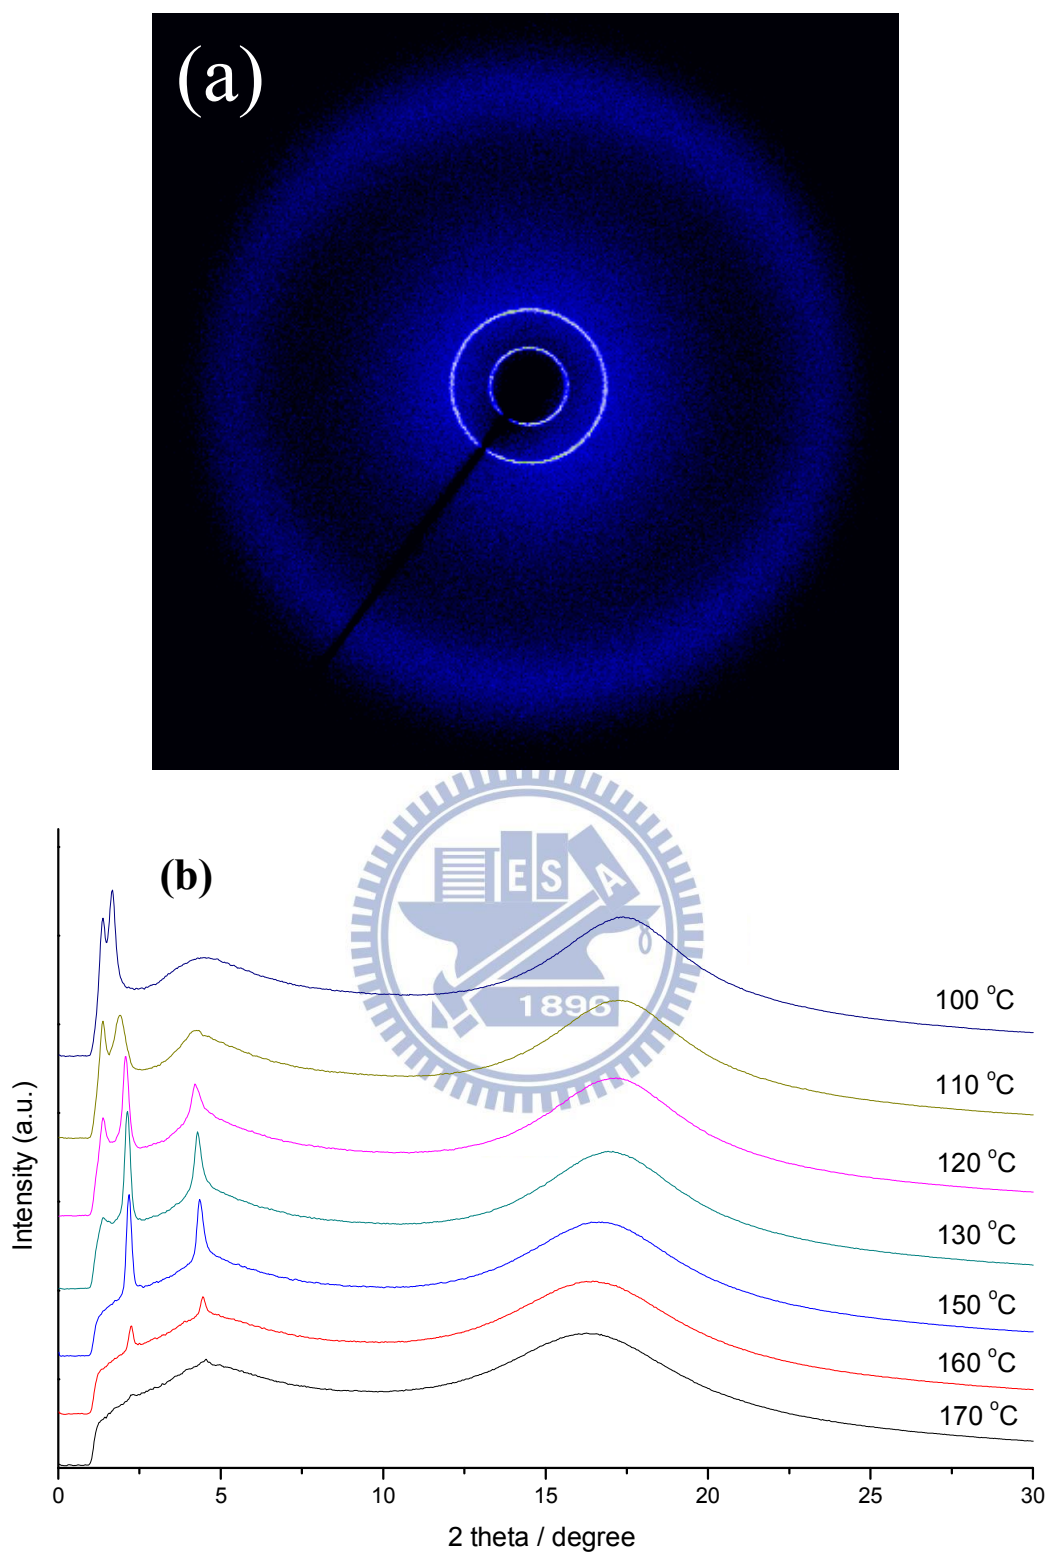 (a)
(b)
E S A
1896
100 °C
110 °C
120 °C
130 °C
150 °C
160 °C
170 °C
Intensity (a.u.)
0 5 10 15 20 25 30
2 theta / degree